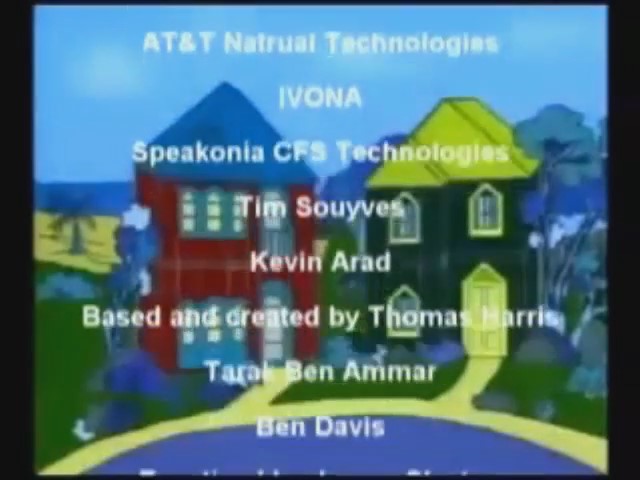 AT&T Natrual Technologies
IVONA
Speakonia CFS Technologies
Tim Souyves
Kevin Arad
Based and created by Thomas Harris
Tarak Ben Ammar
Ben Davis